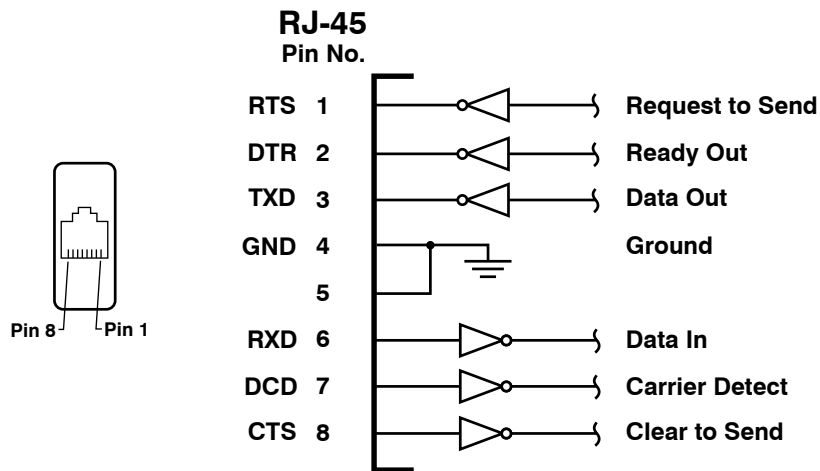 RJ-45
Pin No.
RTS 1 Request to Send
DTR 2 Ready Out
TXD 3 Data Out
GND 4 Ground
5
RXD 6 Data In
DCD 7 Carrier Detect
CTS 8 Clear to Send
Pin 8 Pin 1